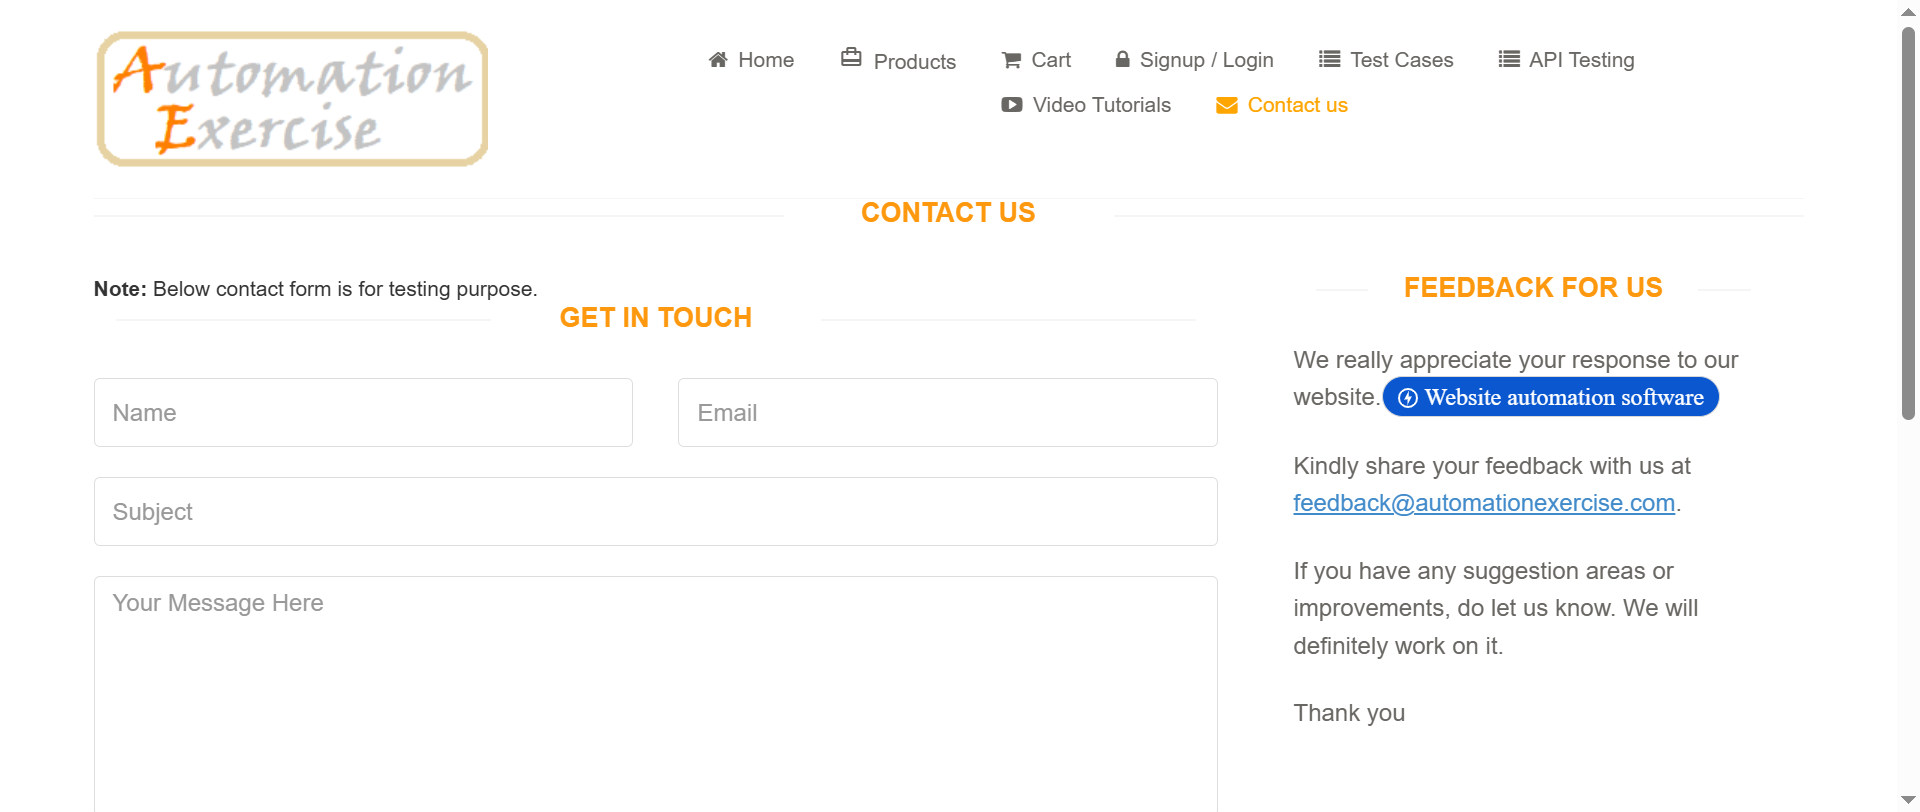 Automation
Exercise
Home
Products
Cart
Signup / Login
Test Cases
API Testing
Video Tutorials
Contact us
CONTACT US
Note: Below contact form is for testing purpose.
GET IN TOUCH
Name
Email
Subject
Your Message Here
FEEDBACK FOR US
We really appreciate your response to our
website. Website automation software
Kindly share your feedback with us at
feedback@automationexercise.com.
If you have any suggestion areas or
improvements, do let us know. We will
definitely work on it.
Thank you